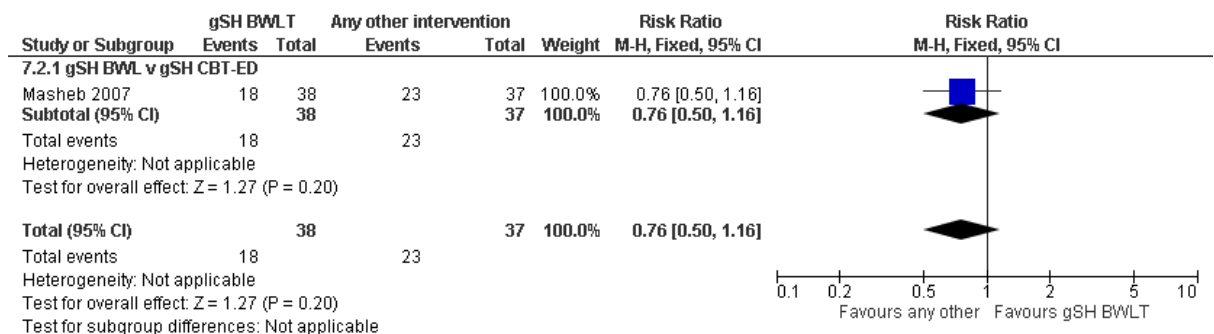 gSH BWLT Any other intervention Risk Ratio Risk Ratio
Study or Subgroup Events Total Events Total Weight M-H, Fixed, 95% CI M-H, Fixed, 95% CI
7.2.1 gSH BWL v gSH CBT-ED
Masheb 2007 18 38 23 37 100.0% 0.76 [0.50, 1.16]
Subtotal (95% CI) 38 37 100.0% 0.76 [0.50, 1.16]
Total events 18 23
Heterogeneity: Not applicable
Test for overall effect: Z = 1.27 (P = 0.20)
Total (95% CI) 38 37 100.0% 0.76 [0.50, 1.16]
Total events 18 23
Heterogeneity: Not applicable
Test for overall effect: Z = 1.27 (P = 0.20)
Test for subgroup differences: Not applicable
0.1 0.2 0.5 1 2 5 10
Favours any other Favours gSH BWLT